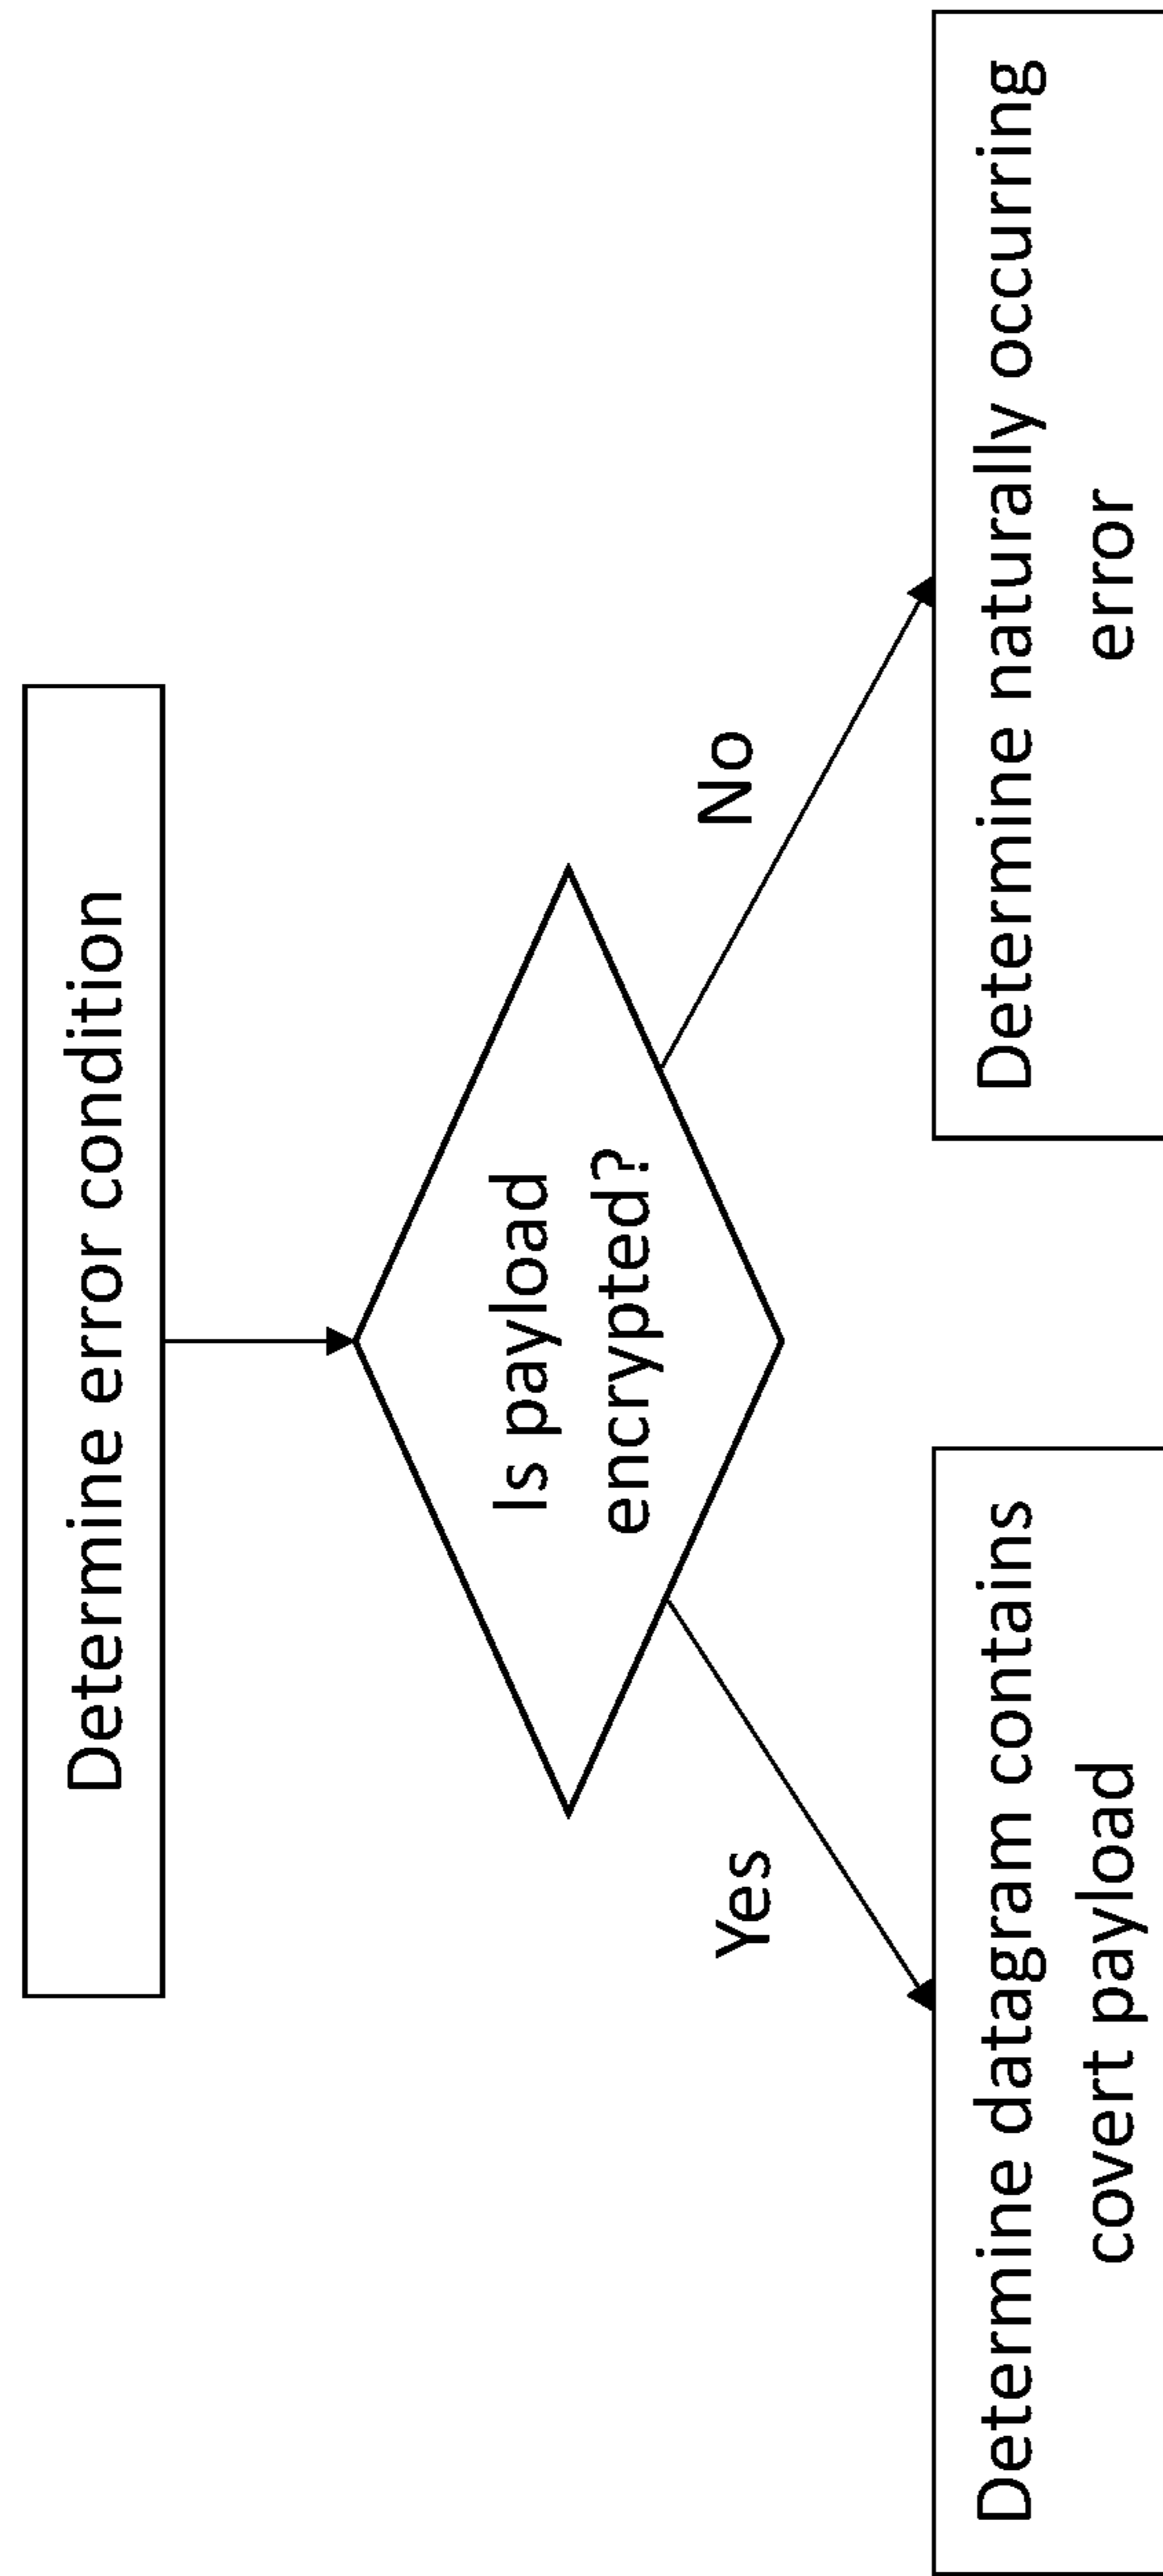 Determine error condition
Is payload
encrypted?
Yes
No
Determine datagram contains
covert payload
Determine naturally occurring
error